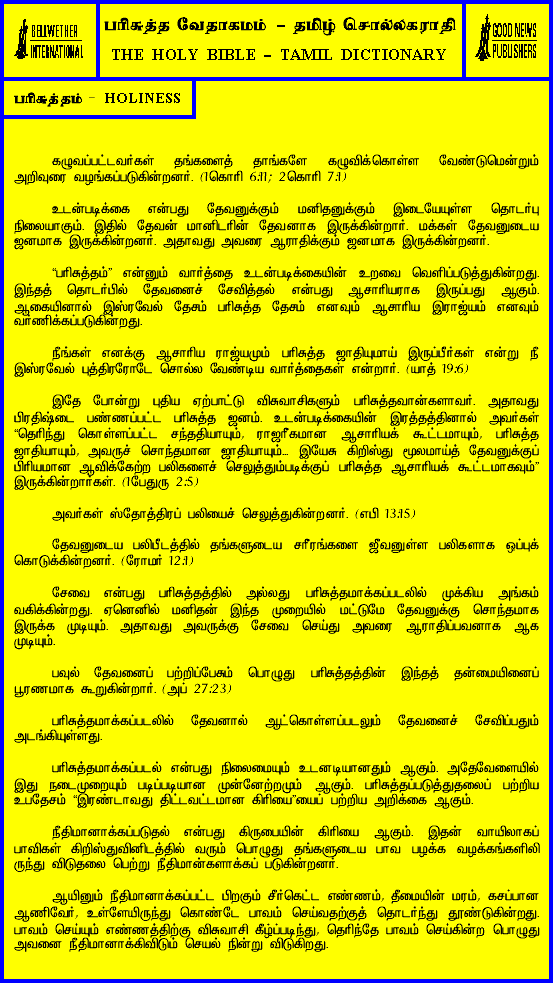 BELLWETHER
INTERNATIONAL
பரிசுத்த வேதாகமம் – தமிழ் சொல்லகராதி
THE HOLY BIBLE – TAMIL DICTIONARY
GOOD NEWS
PUBLISHERS
பரிசுத்தம் – HOLINESS
கழுவப்பட்டவர்கள் தங்களைத் தாங்களே கழுவிக்கொள்ள வேண்டுமென்றும்
அறிவுரை வழங்கப்படுகின்றனர். (1கொரி 6:11; 2கொரி 7:1)
உடன்படிக்கை என்பது தேவனுக்கும் மனிதனுக்கும் இடையேயுள்ள தொடர்பு
நிலையாகும். இதில் தேவன் மானிடரின் தேவனாக இருக்கின்றார். மக்கள் தேவனுடைய
ஜனமாக இருக்கின்றனர். அதாவது அவரை ஆராதிக்கும் ஜனமாக இருக்கின்றனர்.
“பரிசுத்தம்” என்னும் வார்த்தை உடன்படிக்கையின் உறவை வெளிப்படுத்துகின்றது.
இந்தத் தொடர்பில் தேவனைச் சேவித்தல் என்பது ஆசாரியராக இருப்பது ஆகும்.
ஆகையினால் இஸ்ரவேல் தேசம் பரிசுத்த தேசம் எனவும் ஆசாரிய இராஜ்யம் எனவும்
வர்ணிக்கப்படுகின்றது.
நீங்கள் எனக்கு ஆசாரிய ராஜ்யமும் பரிசுத்த ஜாதியுமாய் இருப்பீர்கள் என்று நீ
இஸ்ரவேல் புத்திரரோடே சொல்ல வேண்டிய வார்த்தைகள் என்றார். (யாத் 19:6)
இதே போன்று புதிய ஏற்பாட்டு விசுவாசிகளும் பரிசுத்தவான்களாவர். அதாவது
பிரதிஷ்டை பண்ணப்பட்ட பரிசுத்த ஜனம். உடன்படிக்கையின் இரத்தத்தினால் அவர்கள்
“தெரிந்து கொள்ளப்பட்ட சந்ததியாயும், ராஜரீகமான ஆசாரியக் கூட்டமாயும், பரிசுத்த
ஜாதியாயும், அவருச் சொந்தமான ஜாதியாயும்... இயேசு கிறிஸ்து மூலமாய்த் தேவனுக்குப்
பிரியமான ஆவிக்கேற்ற பலிகளைச் செலுத்தும்படிக்குப் பரிசுத்த ஆசாரியக் கூட்டமாகவும்”
இருக்கின்றார்கள். (1பேதுரு 2:5)
அவர்கள் ஸ்தோத்திரப் பலியைச் செலுத்துகின்றனர். (எபி 13:15)
தேவனுடைய பலிபீடத்தில் தங்களுடைய சரீரங்களை ஜீவனுள்ள பலிகளாக ஒப்புக்
கொடுக்கின்றனர். (ரோமர் 12:1)
சேவை என்பது பரிசுத்தத்தில் அல்லது பரிசுத்தமாக்கப்படலில் முக்கிய அங்கம்
வகிக்கின்றது. ஏனெனில் மனிதன் இந்த முறையில் மட்டுமே தேவனுக்கு சொந்தமாக
இருக்க முடியும். அதாவது அவருக்கு சேவை செய்து அவரை ஆராதிப்பவனாக ஆக
முடியும்.
பவுல் தேவனைப் பற்றிப்பேசும் பொழுது பரிசுத்தத்தின் இந்தத் தன்மையினைப்
பூரணமாக கூறுகின்றார். (அப் 27:23)
பரிசுத்தமாக்கப்படலில் தேவனால் ஆட்கொள்ளப்படலும் தேவனைச் சேவிப்பதும்
அடங்கியுள்ளது.
பரிசுத்தமாக்கப்படல் என்பது நிலைமையும் உடனடியானதும் ஆகும். அதேவேளையில்
இது நடைமுறையும் படிப்படியான முன்னேற்றமும் ஆகும். பரிசுத்தப்படுத்துதலைப் பற்றிய
உபதேசம் “இரண்டாவது திட்டவட்டமான கிரியை”யைப் பற்றிய அறிக்கை ஆகும்.
நீதிமானாக்கப்படுதல் என்பது கிருபையின் கிரியை ஆகும். இதன் வாயிலாகப்
பாவிகள் கிறிஸ்துவினிடத்தில் வரும் பொழுது தங்களுடைய பாவ பழக்க வழக்கங்களிலி
ருந்து விடுதலை பெற்று நீதிமான்களாக்கப் படுகின்றனர்.
ஆயினும் நீதிமானாக்கப்பட்ட பிறகும் சீர்கெட்ட எண்ணம், தீமையின் மரம், கசப்பான
ஆணிவேர், உள்ளேயிருந்து கொண்டே பாவம் செய்வதற்குத் தொடர்ந்து தூண்டுகின்றது.
பாவம் செய்யும் எண்ணத்திற்கு விசுவாசி கீழ்ப்படிந்து, தெரிந்தே பாவம் செய்கின்ற பொழுது
அவனை நீதிமானாக்கிவிடும் செயல் நின்று விடுகிறது.